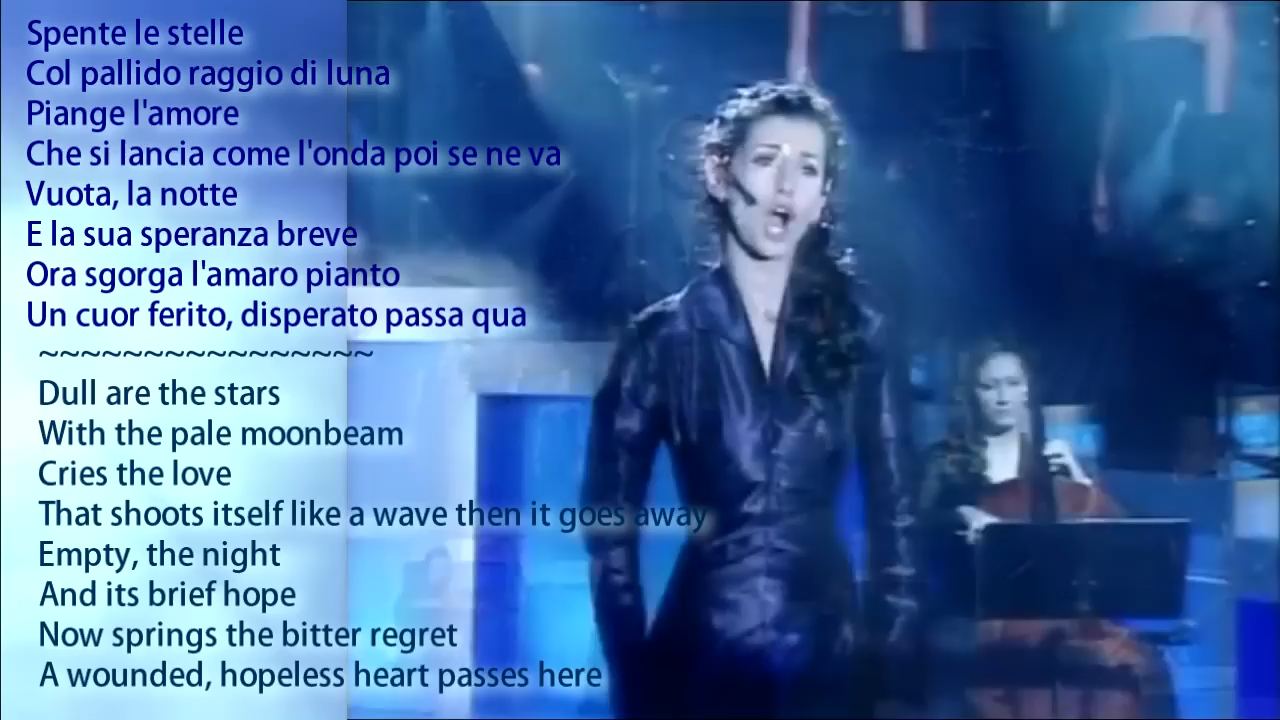 Spente le stelle
Col pallido raggio di luna
Piange l'amore
Che si lancia come l'onda poi se ne va
Vuota, la notte
E la sua speranza breve
Ora sgorga l'amaro pianto
Un cuor ferito, disperato passa qua
~~~~~~~~~~~~~~~~
Dull are the stars
With the pale moonbeam
Cries the love
That shoots itself like a wave then it goes away
Empty, the night
And its brief hope
Now springs the bitter regret
A wounded, hopeless heart passes here